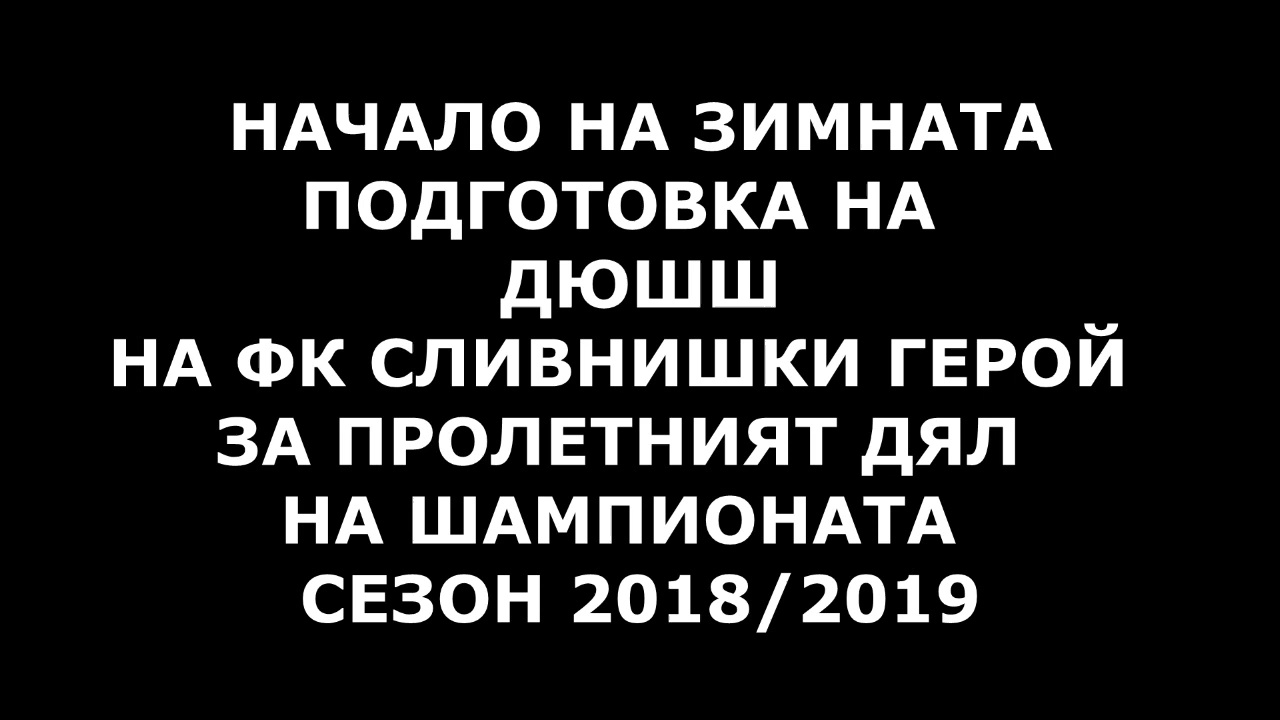 НАЧАЛО НА ЗИМНАТА
ПОДГОТОВКА НА
ДЮШШ
НА ФК СЛИВНИШКИ ГЕРОЙ
ЗА ПРОЛЕТНИЯТ ДЯЛ
НА ШАМПИОНАТА
СЕЗОН 2018/2019